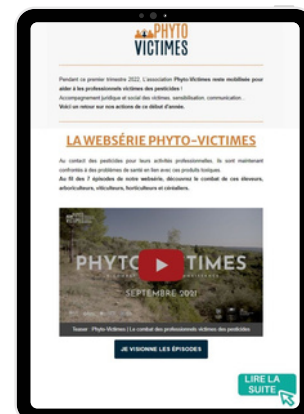 PHYTO
VICTIMES
Pendant ce premier trimestre 2022, L'association Phyto-Victimes reste mobilisée pour
aider à les professionnels victimes des pesticides !
Accompagnement juridique et social des victimes, sensibilisation, communication...
Voici un retour sur nos actions de ce début d'année.
LA WEBSÉRIE PHYTO-VICTIMES
Au contact des pesticides pour leurs activités professionnelles, ils sont maintenant
confrontés à des problèmes de santé en lien avec ces produits toxiques.
Au fil des 7 épisodes de notre websérie, découvrez le combat de ces éleveurs,
arboriculteurs, viticulteurs, horticulteurs et céréaliers.
PHYTO VICTIMES
SEPTEMBRE 2021
Teaser : Phyto-Victimes | Le combat des professionnels victimes des pesticides
JE VISIONNE LES ÉPISODES
LIRE LA
SUITE